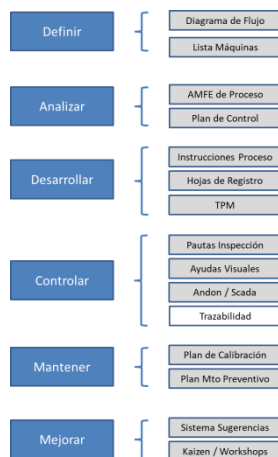 Definir
Diagrama de Flujo
Lista Máquinas
Analizar
AMFE de Proceso
Plan de Control
Desarrollar
Instrucciones Proceso
Hojas de Registro
TPM
Controlar
Pautas Inspección
Ayudas Visuales
Andon / Scada
Trazabilidad
Mantener
Plan de Calibración
Plan Mto Preventivo
Mejorar
Sistema Sugerencias
Kaizen / Workshops